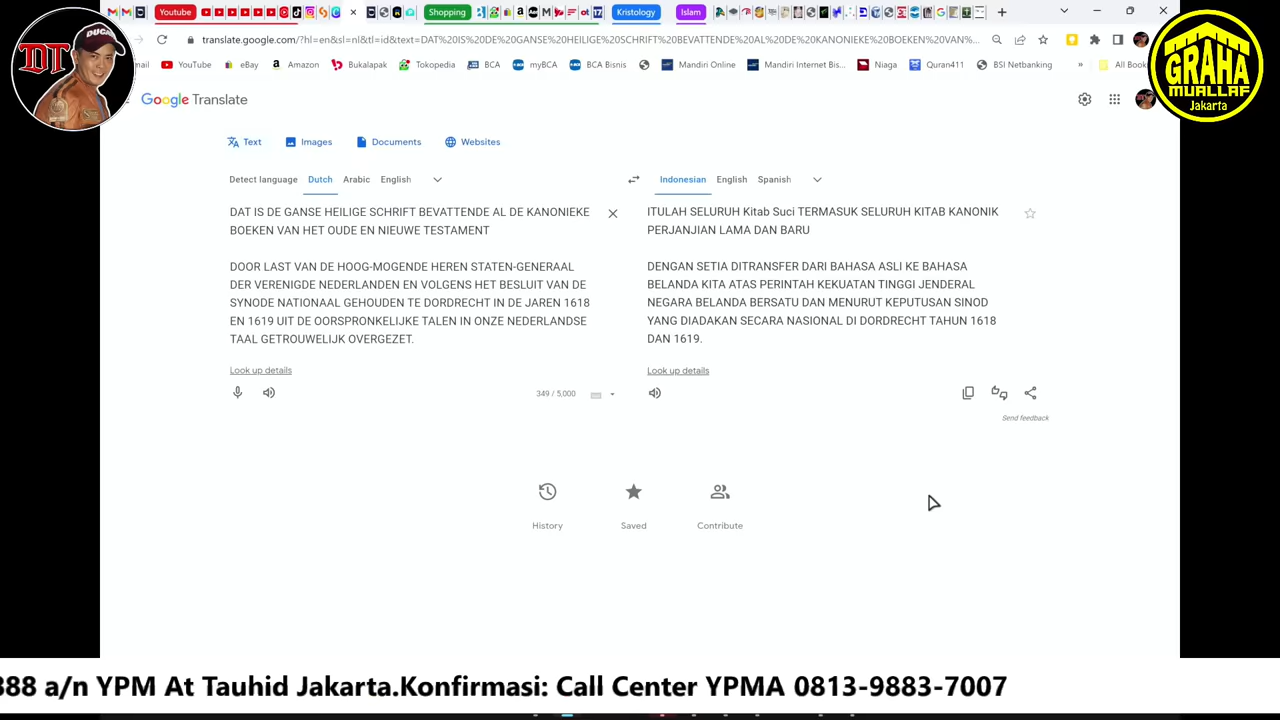 Youtube
Shopping
Kristology
Islam
translate.google.com/?hl=en&sl=nl&tl=id&text=DAT%20IS%20DE%20GANSE%20HEILIGE%20SCHRIFT%20BEVATTENDE%20AL%20DE%20KANONIEKE%20BOEKEN%20VAN%...
mail YouTube eBay Amazon Bukalapak Tokopedia BCA myBCA BCA Bisnis Mandiri Online Mandiri Internet Bis... Niaga Quran411 BSI Netbanking » All Book
DT
DUCA
GRAHA
MUALLAF
Jakarta
Google Translate
Text Images Documents Websites
Detect language Dutch Arabic English
Indonesian English Spanish
DAT IS DE GANSE HEILIGE SCHRIFT BEVATTENDE AL DE KANONIEKE
BOEKEN VAN HET OUDE EN NIEUWE TESTAMENT
DOOR LAST VAN DE HOOG-MOGENDE HEREN STATEN-GENERAAL
DER VERENIGDE NEDERLANDEN EN VOLGENS HET BESLUIT VAN DE
SYNODE NATIONAAL GEHOUDEN TE DORDRECHT IN DE JAREN 1618
EN 1619 UIT DE OORSPRONKELIJKE TALEN IN ONZE NEDERLANDSE
TAAL GETROUWELIJK OVERGEZET.
Look up details
349 / 5,000
ITULAH SELURUH Kitab Suci TERMASUK SELURUH KITAB KANONIK
PERJANJIAN LAMA DAN BARU
DENGAN SETIA DITRANSFER DARI BAHASA ASLI KE BAHASA
BELANDA KITA ATAS PERINTAH KEKUATAN TINGGI JENDERAL
NEGARA BELANDA BERSATU DAN MENURUT KEPUTUSAN SINOD
YANG DIADAKAN SECARA NASIONAL DI DORDRECHT TAHUN 1618
DAN 1619.
Look up details
Send feedback
History Saved Contribute
388 a/n YPM At Tauhid Jakarta.Konfirmasi: Call Center YPMA 0813-9883-7007